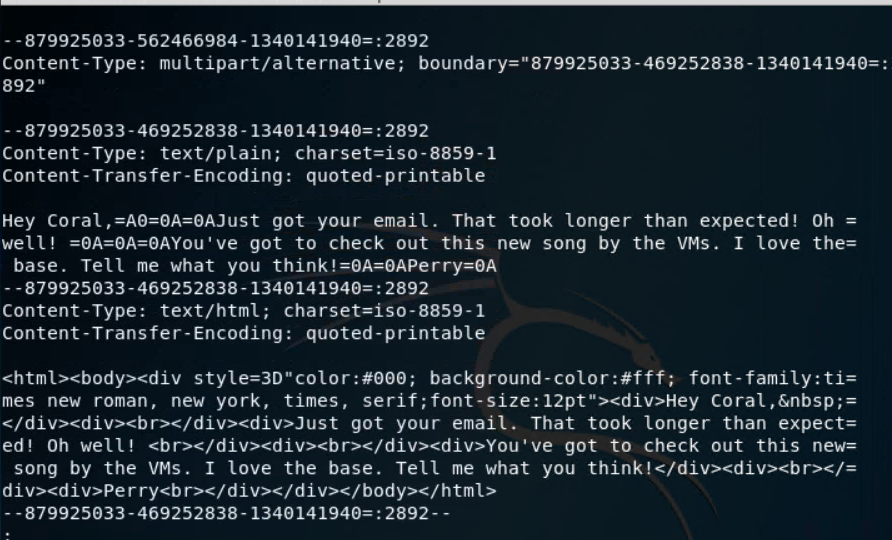 --879925033-562466984-1340141940=:2892
Content-Type: multipart/alternative; boundary="879925033-469252838-1340141940=:
892"
--879925033-469252838-1340141940=:2892
Content-Type: text/plain; charset=iso-8859-1
Content-Transfer-Encoding: quoted-printable
Hey Coral,=A0=0A=0AJust got your email. That took longer than expected! Oh =
well! =0A=0A=0AYou've got to check out this new song by the VMs. I love the=
 base. Tell me what you think!=0A=0APerry=0A
--879925033-469252838-1340141940=:2892
Content-Type: text/html; charset=iso-8859-1
Content-Transfer-Encoding: quoted-printable
<html><body><div style=3D"color:#000; background-color:#fff; font-family:ti=
mes new roman, new york, times, serif;font-size:12pt"><div>Hey Coral,&nbsp;=
</div><div><br></div><div>Just got your email. That took longer than expect=
ed! Oh well! <br></div><div><br></div><div>You've got to check out this new=
 song by the VMs. I love the base. Tell me what you think!</div><div><br></=
div><div>Perry<br></div></div></body></html>
--879925033-469252838-1340141940=:2892--
: